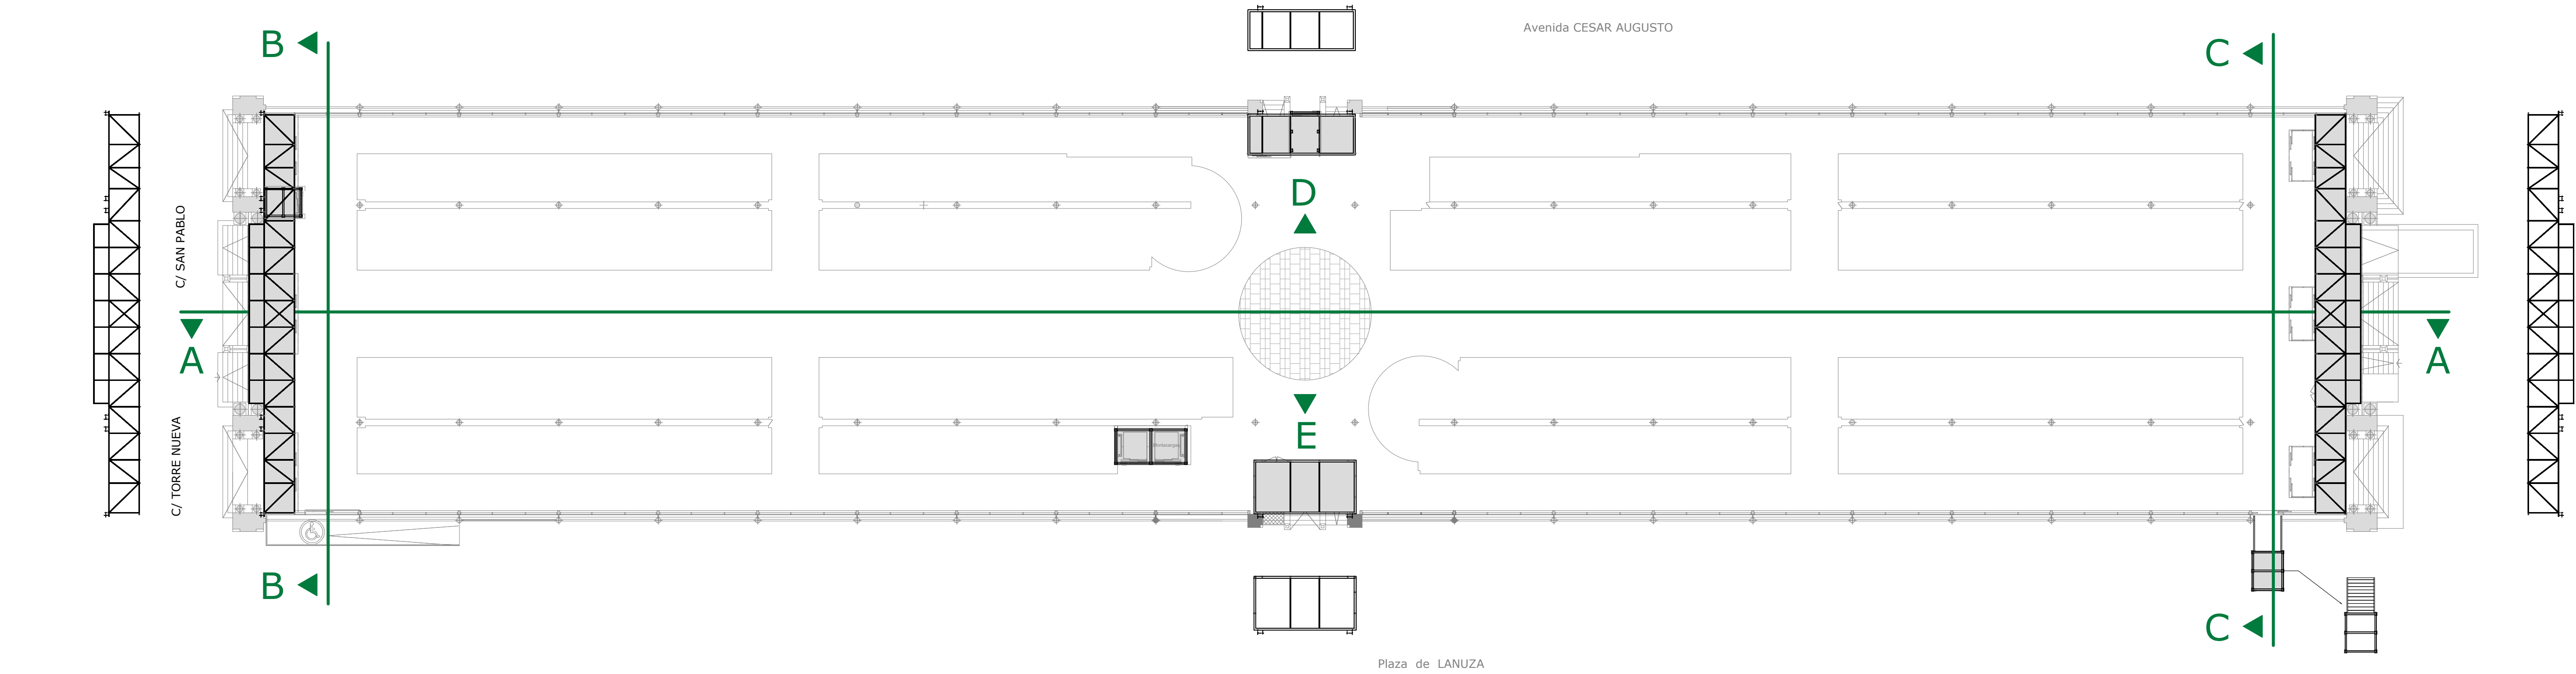 Avenida CESAR AUGUSTO
B
C
D
C/ SAN PABLO
A
A
C/ TORRE NUEVA
E
B
C
Plaza de LANUZA